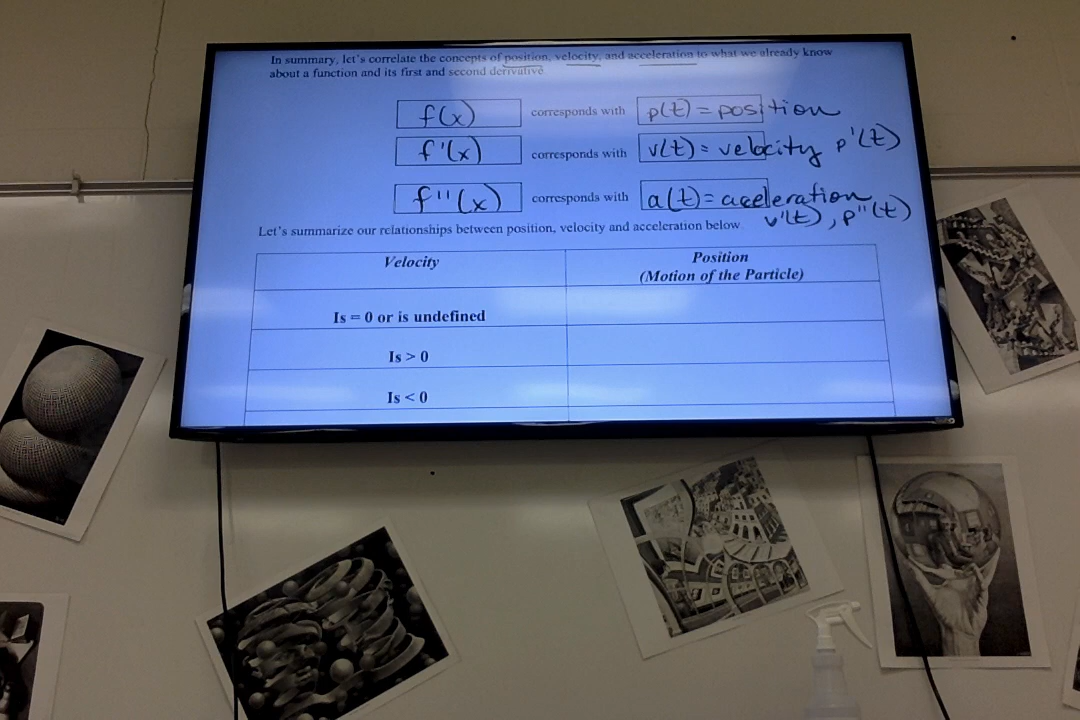 In summary, let's correlate the concepts of position, velocity, and acceleration to what we already know
about a function and its first and second derivative
f(x) corresponds with p(t) = position
f'(x) corresponds with v(t) = velocity p'(t)
f''(x) corresponds with a(t) = aceleration
v'(t), p''(t)
Let's summarize our relationships between position, velocity and acceleration below
Velocity Position
(Motion of the Particle)
Is = 0 or is undefined
Is > 0
Is < 0